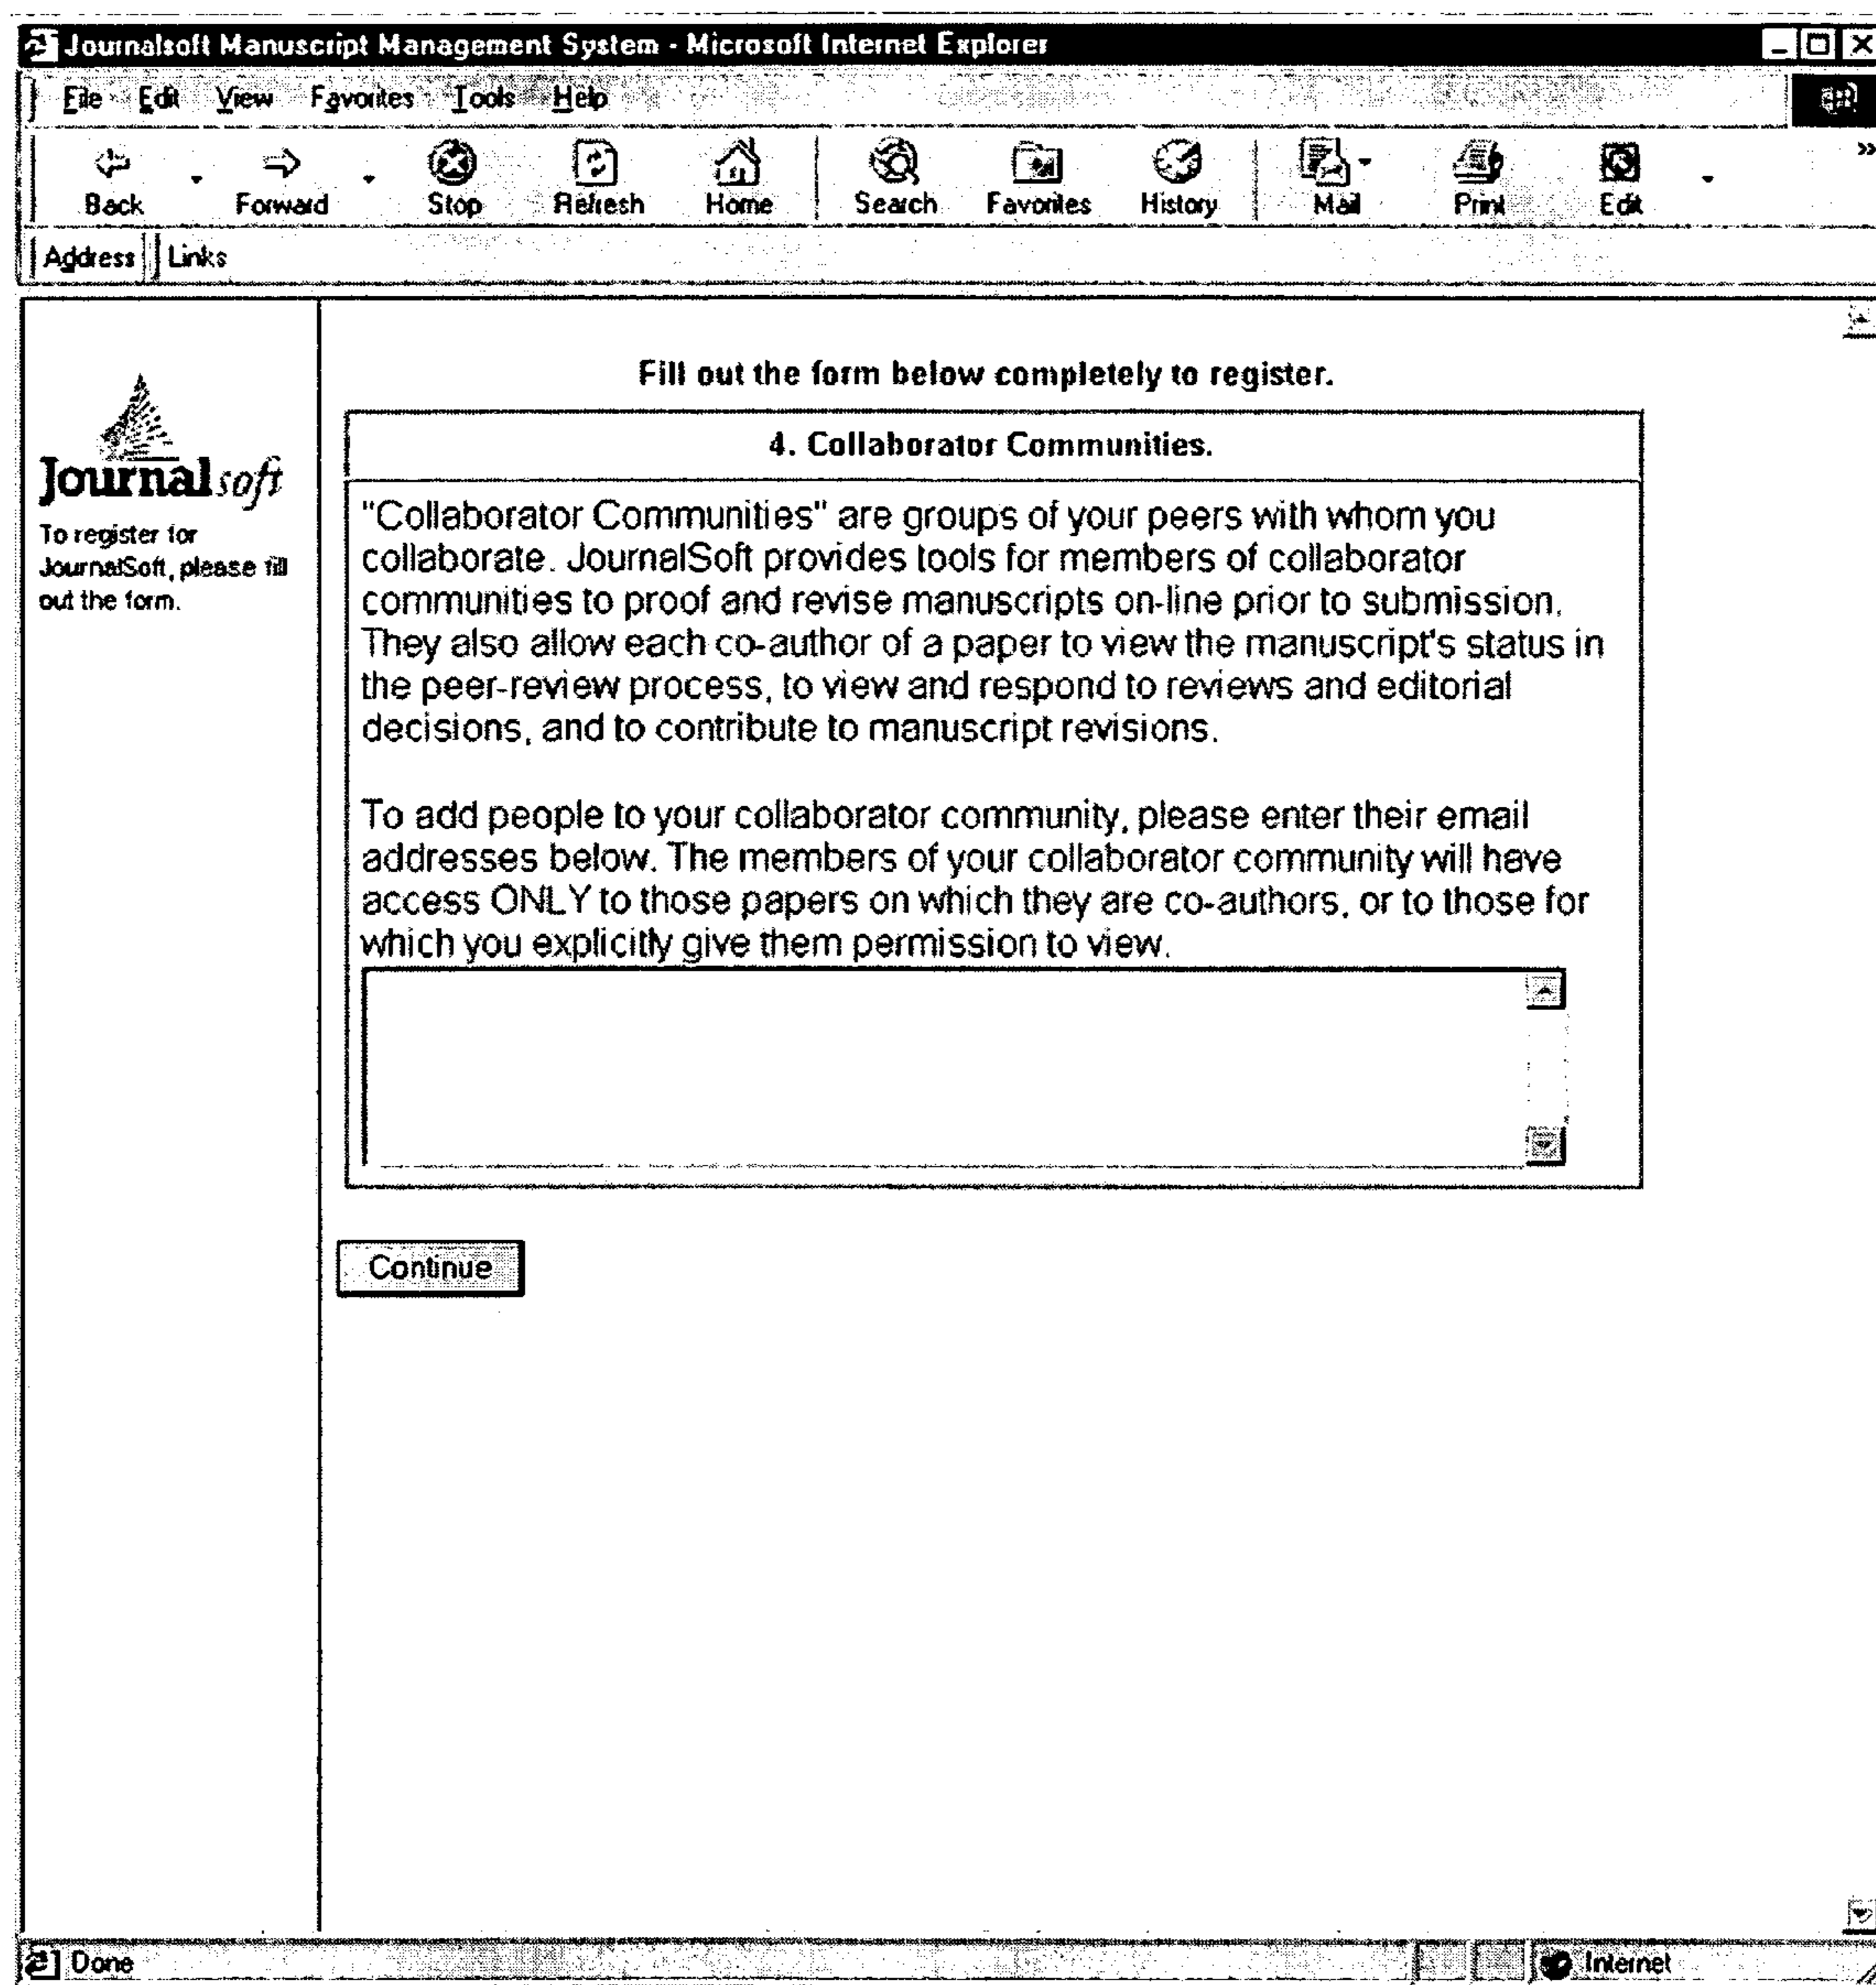 Journalsoft Manuscript Management System - Microsoft Internet Explorer
File Edit View Favorites Tools Help
Back Forward Stop Refresh Home Search Favorites History Mail Print Edit »
Address Links
Journalsoft
To register for
JournalSoft, please fill
out the form.
Fill out the form below completely to register.
4. Collaborator Communities.
"Collaborator Communities" are groups of your peers with whom you
collaborate. JournalSoft provides tools for members of collaborator
communities to proof and revise manuscripts on-line prior to submission.
They also allow each co-author of a paper to view the manuscript's status in
the peer-review process, to view and respond to reviews and editorial
decisions, and to contribute to manuscript revisions.
To add people to your collaborator community, please enter their email
addresses below. The members of your collaborator community will have
access ONLY to those papers on which they are co-authors, or to those for
which you explicitly give them permission to view.
Continue
Done Internet